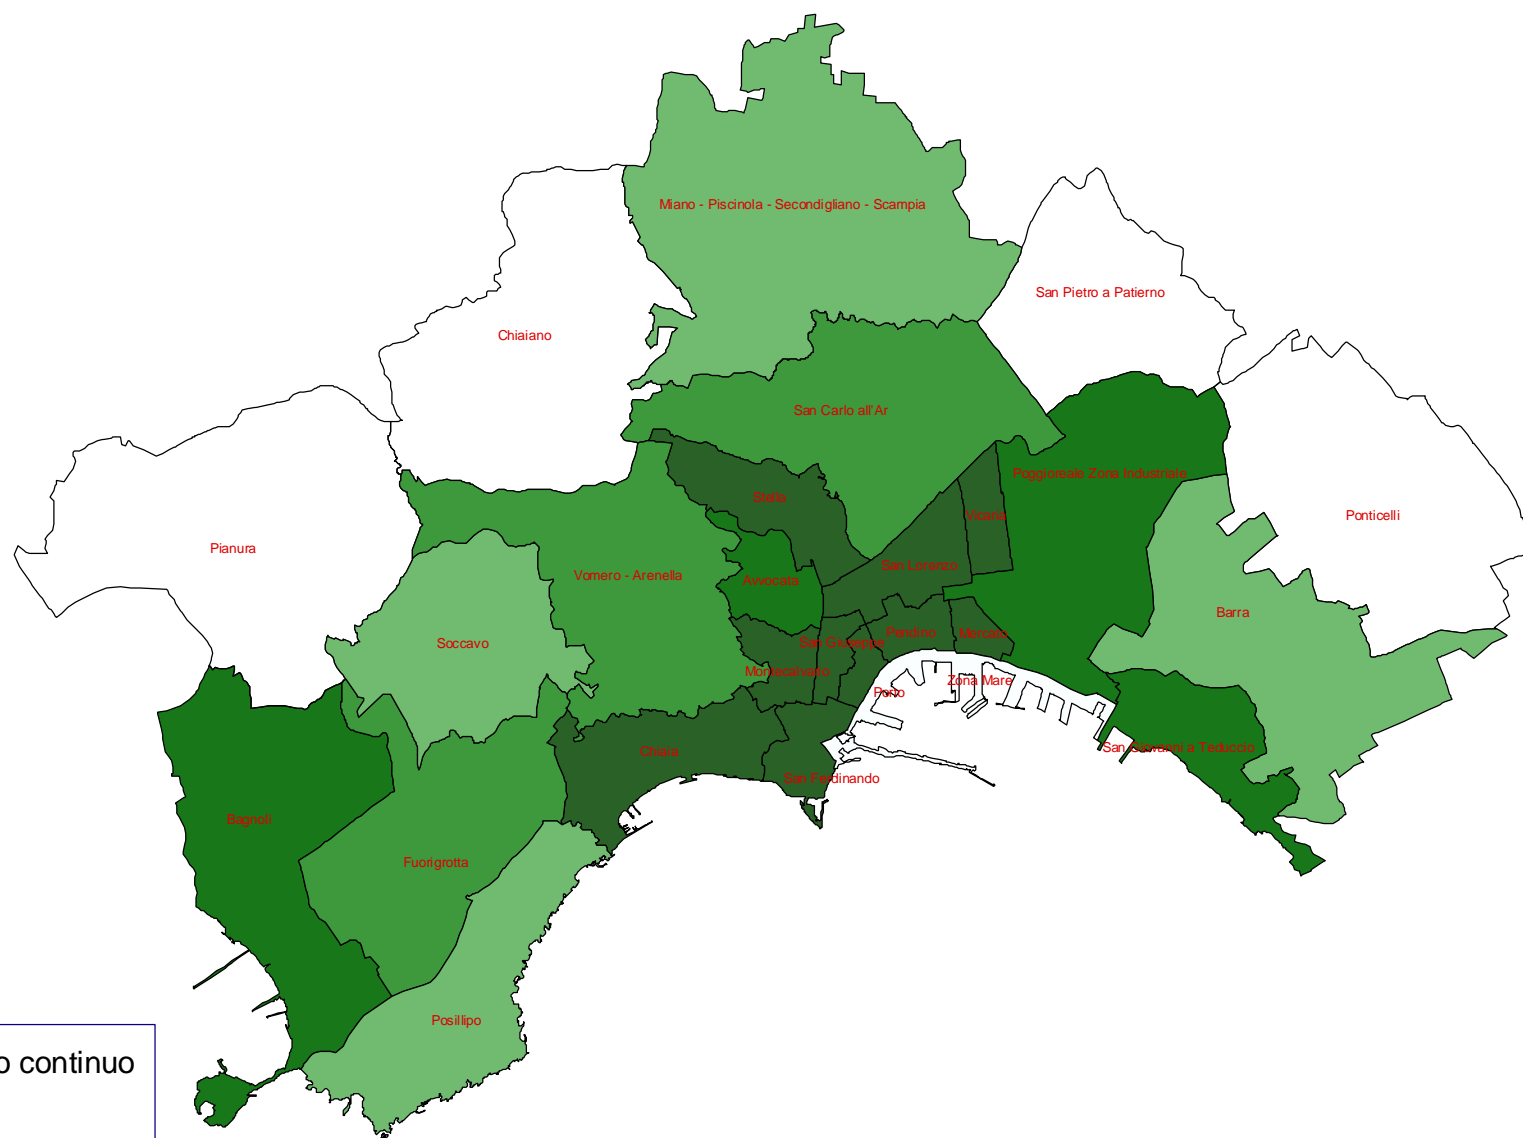 Miano - Piscinola - Secondigliano - Scampia
San Pietro a Patierno
Chiaiano
San Carlo all'Ar
Poggioreale Zona Industriale
Stella
Vicaria
Ponticelli
Pianura
San Lorenzo
Vomero - Arenella
Avvocata
Barra
Soccavo
San Giuseppe
Pendino
Mercato
Montecalvario
Zona Mare
Porto
Chiaia
San Giovanni a Teduccio
San Ferdinando
Bagnoli
Fuorigrotta
Posillipo
o continuo